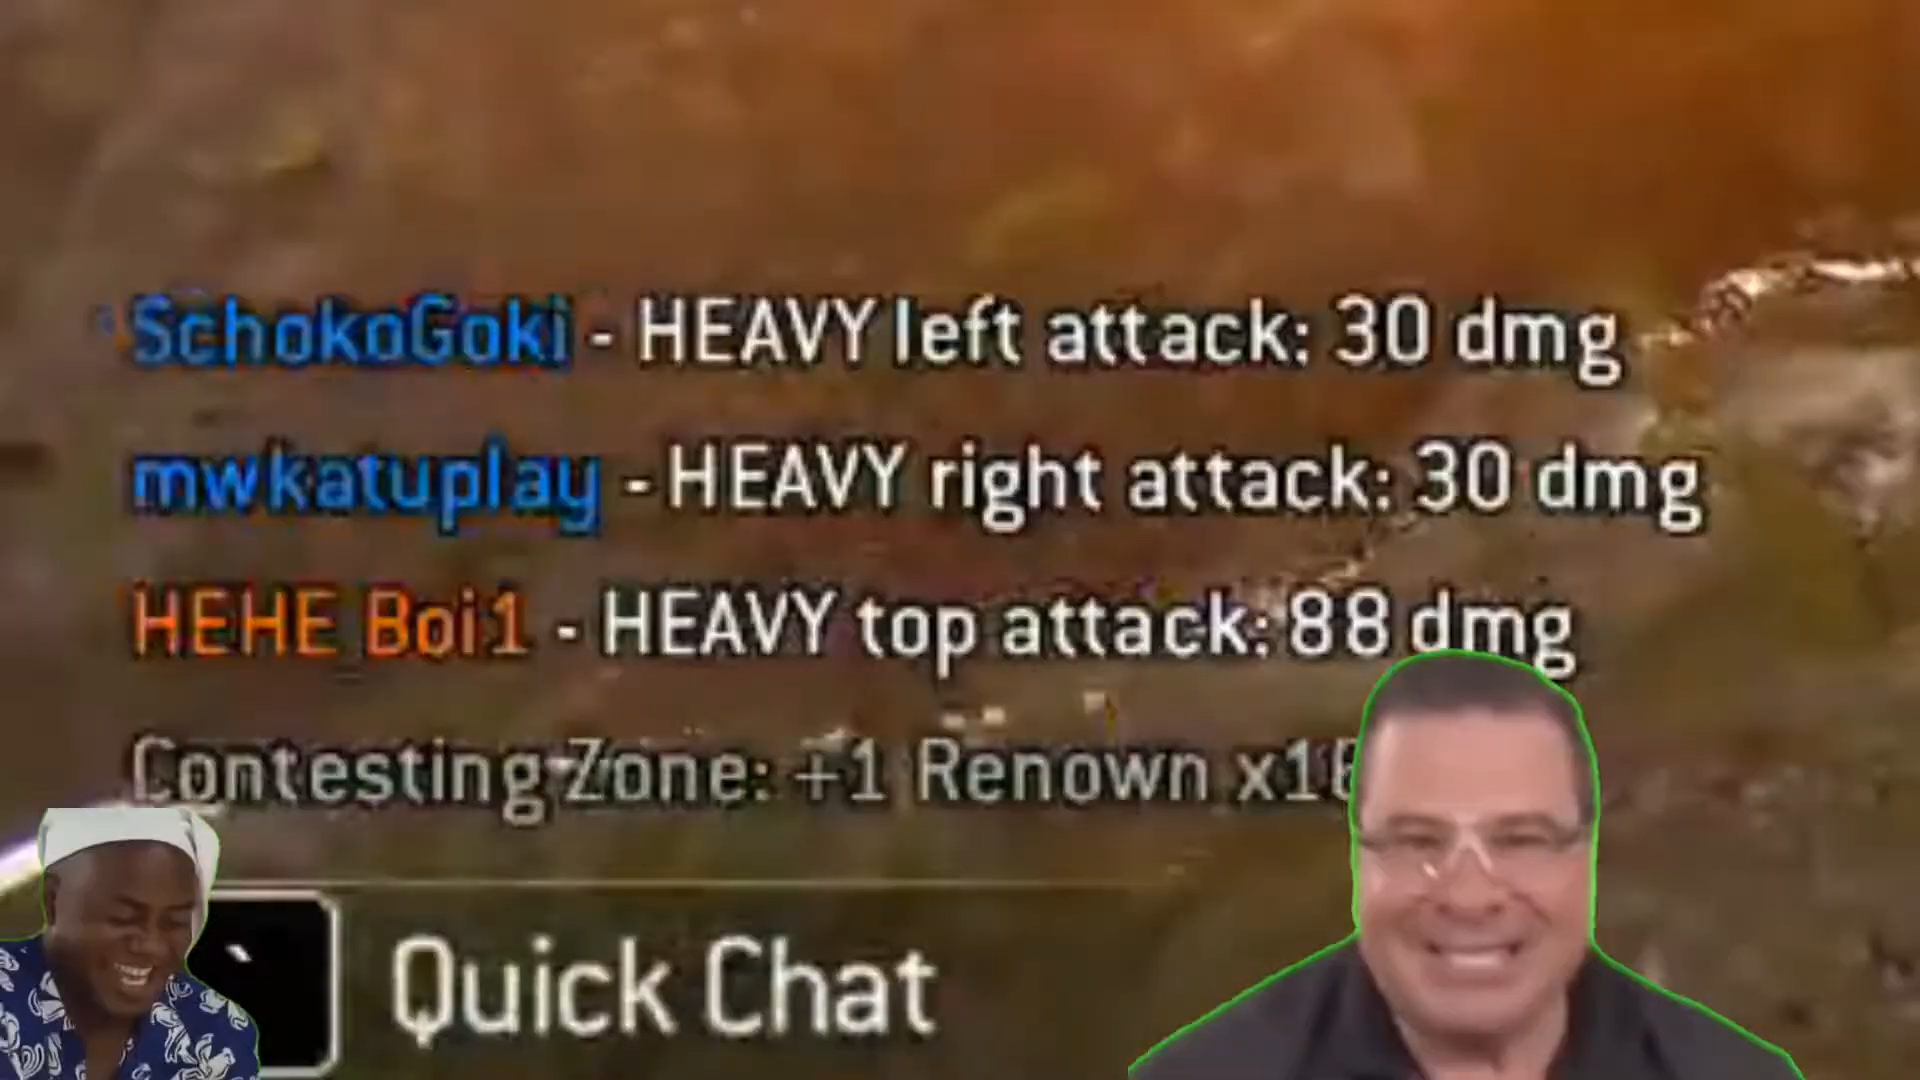 SchokoGoki - HEAVY left attack: 30 dmg
mwkatuplay - HEAVY right attack: 30 dmg
HEHE Boi1 - HEAVY top attack: 88 dmg
Contesting Zone: +1 Renown
Quick Chat